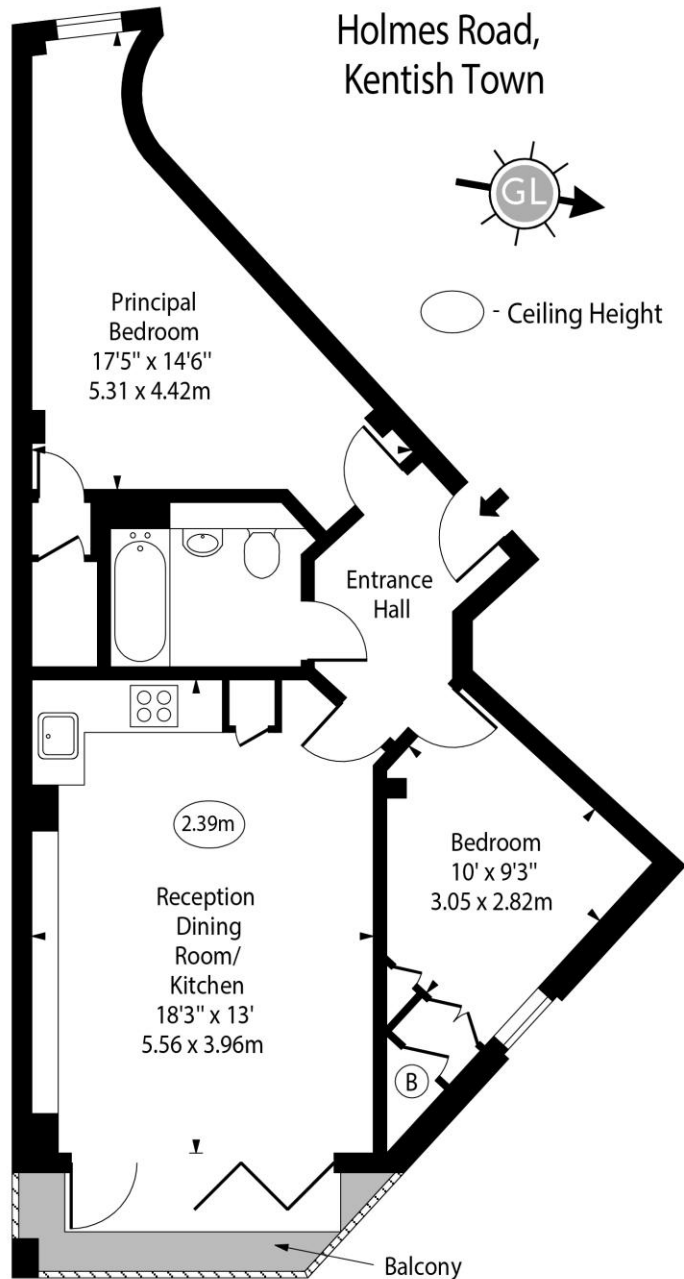 Holmes Road,
Kentish Town
GL
- Ceiling Height
Principal
Bedroom
17'5" x 14'6"
5.31 x 4.42m
Entrance
Hall
2.39m
Reception
Dining
Room/
Kitchen
18'3" x 13'
5.56 x 3.96m
Bedroom
10' x 9'3"
3.05 x 2.82m
B
Balcony